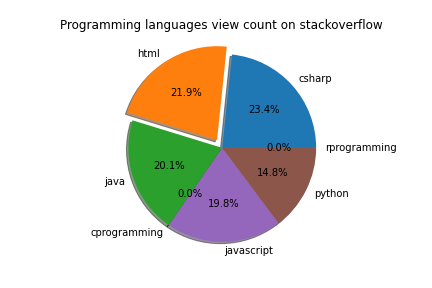 Programming languages view count on stackoverflow
html
csharp
21.9%
23.4%
0.0%
rprogramming
20.1%
14.8%
java
0.0%
python
19.8%
cprogramming
javascript